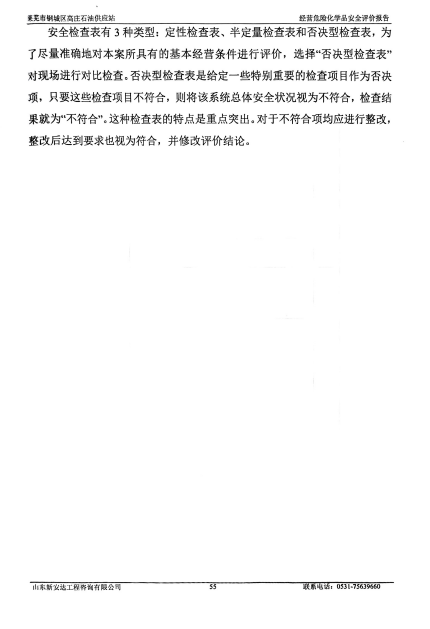 莱芜市钢城区高庄石油供应站 经营危险化学品安全评价报告
安全检查表有 3 种类型：定性检查表、半定量检查表和否决型检查表，为
了尽量准确地对本案所具有的基本经营条件进行评价，选择“否决型检查表”
对现场进行对比检查。否决型检查表是给定一些特别重要的检查项目作为否决
项，只要这些检查项目不符合，则将该系统总体安全状况视为不符合，检查结
果就为“不符合”。这种检查表的特点是重点突出。对于不符合项均应进行整改，
整改后达到要求也视为符合，并修改评价结论。
山东新安达工程咨询有限公司 55 联系电话：0531-75639660